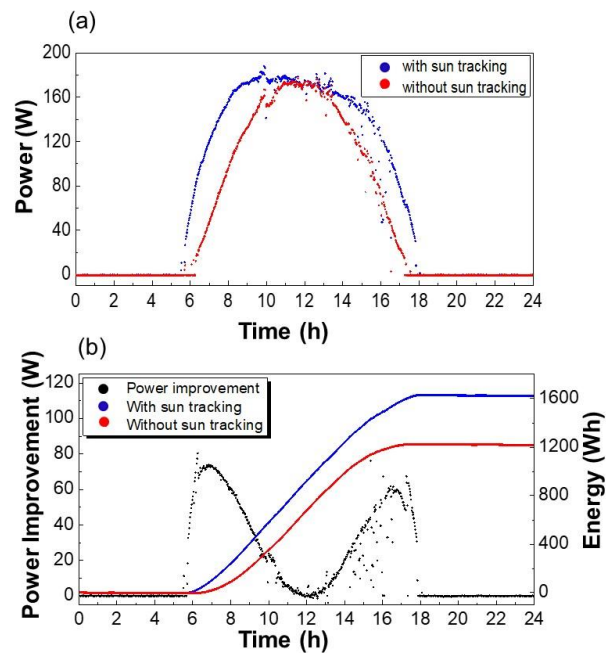 (a)
200
160
120
80
40
0
Power (W)
with sun tracking
without sun tracking
0 2 4 6 8 10 12 14 16 18 20 22 24
Time (h)
(b)
120
100
80
60
40
20
0
Power Improvement (W)
Power improvement
With sun tracking
Without sun tracking
1600
1200
800
400
0
Energy (Wh)
0 2 4 6 8 10 12 14 16 18 20 22 24
Time (h)